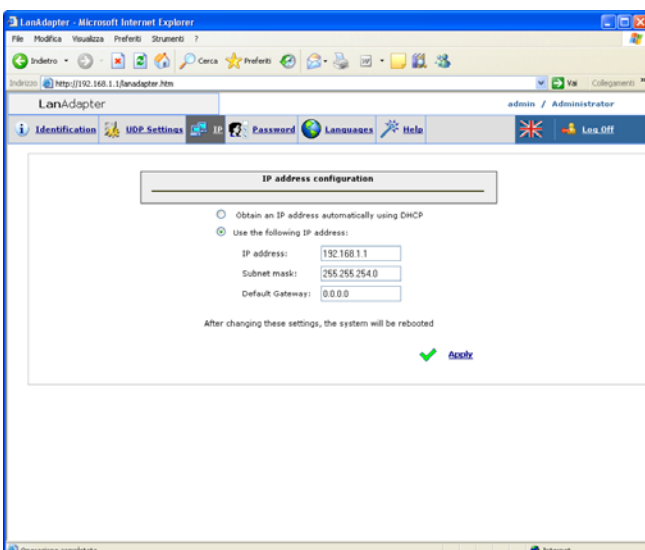 LanAdapter - Microsoft Internet Explorer
File Modifica Visualizza Preferiti Strumenti ?
Indietro Cerca Preferiti
Indirizzo http://192.168.1.1/lanadapter.htm Vai Collegamenti »
LanAdapter admin / Administrator
Identification UDP Settings IP Password Languages Help Log Off
IP address configuration
Obtain an IP address automatically using DHCP
Use the following IP address:
IP address: 192.168.1.1
Subnet mask: 255.255.254.0
Default Gateway: 0.0.0.0
After changing these settings, the system will be rebooted
Apply
Operazione completata Internet